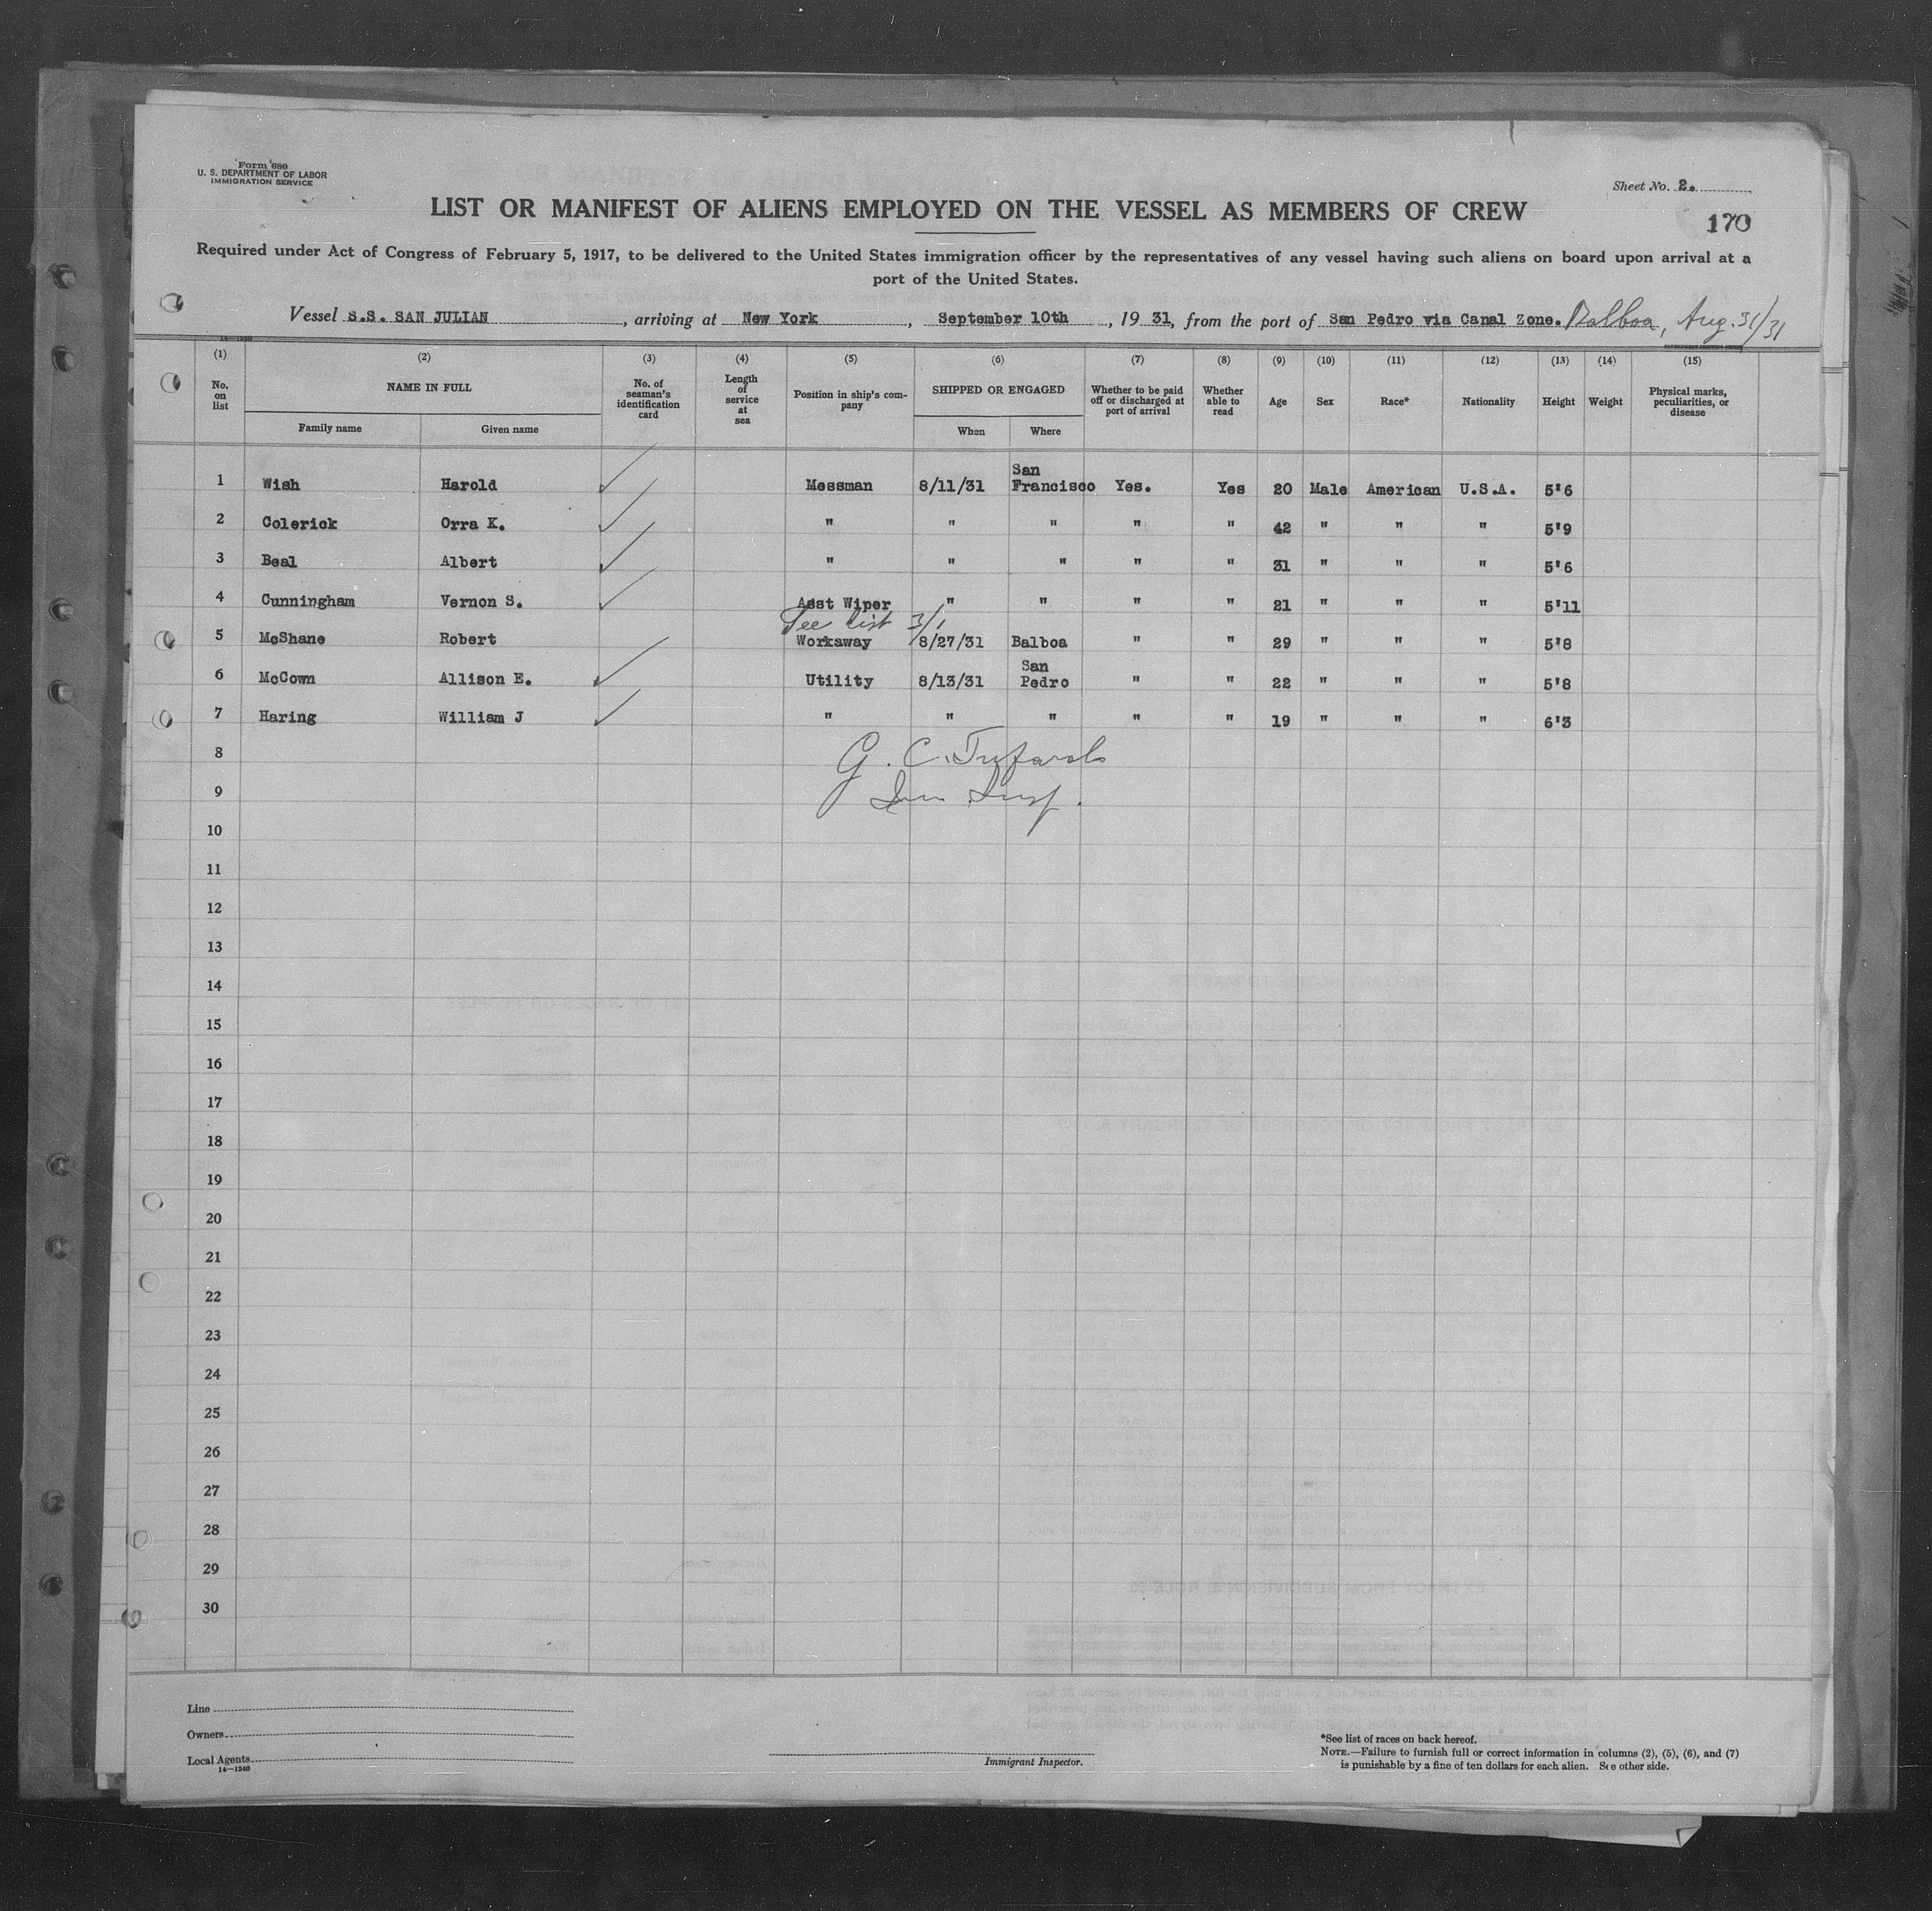 Form 680
U. S. DEPARTMENT OF LABOR
IMMIGRATION SERVICE
Sheet No. 2.
LIST OR MANIFEST OF ALIENS EMPLOYED ON THE VESSEL AS MEMBERS OF CREW
170
Required under Act of Congress of February 5, 1917, to be delivered to the United States immigration officer by the representatives of any vessel having such aliens on board upon arrival at a
port of the United States.
Vessel S.S. SAN JULIAN, arriving at New York, September 10th, 1931, from the port of San Pedro via Canal Zone. Balboa, Aug. 31/31
(1) (2) (3) (4) (5) (6) (7) (8) (9) (10) (11) (12) (13) (14) (15)
No. on list NAME IN FULL No. of seaman's identification card Length of service at sea Position in ship's company SHIPPED OR ENGAGED Whether to be paid off or discharged at port of arrival Whether able to read Age Sex Race* Nationality Height Weight Physical marks, peculiarities, or disease
Family name Given name When Where
1 Wish Harold Messman 8/11/31 San Francisco Yes. Yes 20 Male American U.S.A. 5'6
2 Colerick Orra K. " " " " " 42 " " " 5'9
3 Beal Albert " " " " " 31 " " " 5'6
4 Cunningham Vernon S. Asst Wiper " " " " 21 " " " 5'11
See list 3/1
5 McShane Robert Workaway 8/27/31 Balboa " " 29 " " " 5'8
6 McCown Allison E. Utility 8/13/31 San Pedro " " 22 " " " 5'8
7 Haring William J " " " " " 19 " " " 6'3
8
G. C.
9
Imm Insp.
10
11
12
13
14
15
16
17
18
19
20
21
22
23
24
25
26
27
28
29
30
Line
Owners
Local Agents
14—1240
Immigrant Inspector.
*See list of races on back hereof.
NOTE.—Failure to furnish full or correct information in columns (2), (5), (6), and (7)
is punishable by a fine of ten dollars for each alien. See other side.